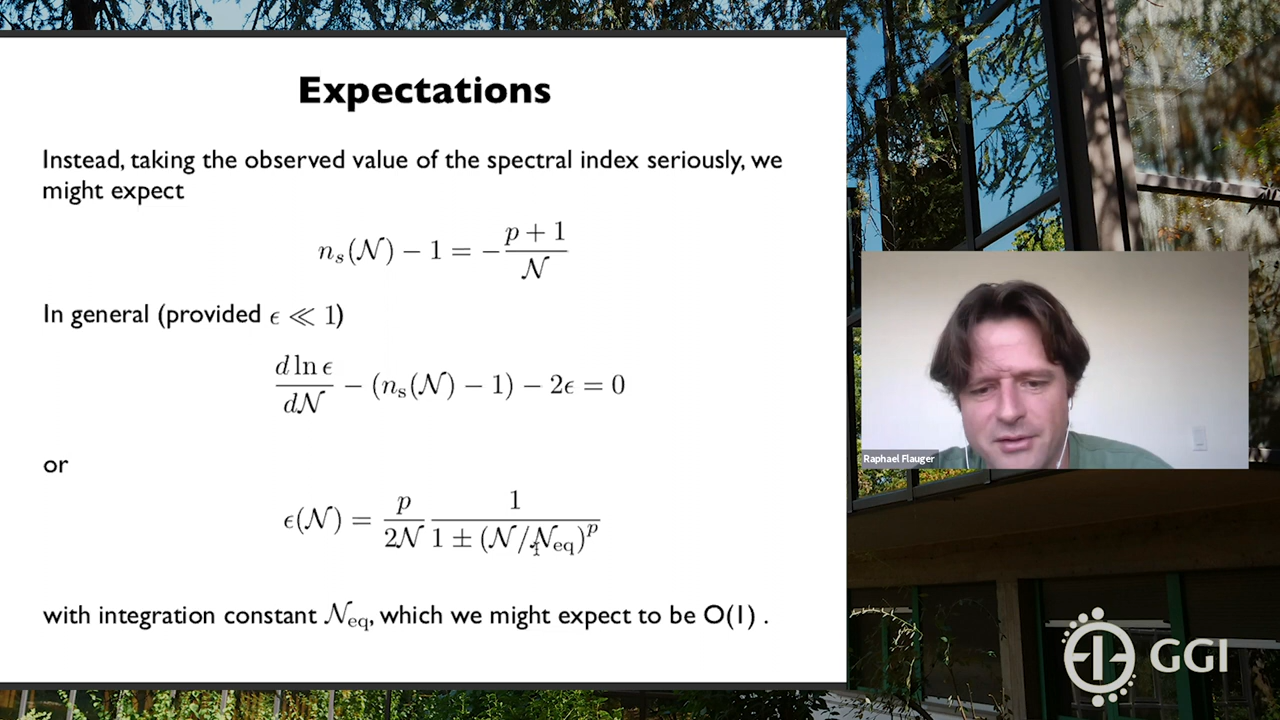 Expectations
Instead, taking the observed value of the spectral index seriously, we
might expect
n_s(𝒩) − 1 = −(p + 1)/𝒩
In general (provided ϵ ≪ 1)
d ln ϵ/d𝒩 − (n_s(𝒩) − 1) − 2ϵ = 0
or
ϵ(𝒩) = p/2𝒩 1/(1 ± (𝒩/𝒩_eq)^p)
with integration constant 𝒩_eq, which we might expect to be O(1) .
Raphael Flauger
GGI